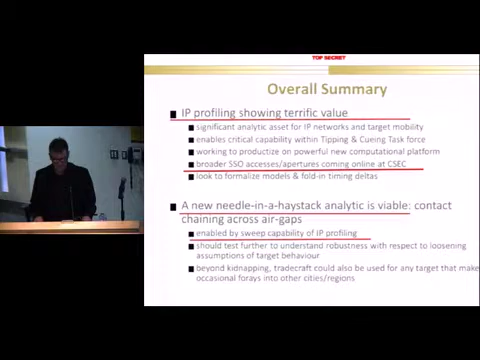 TOP SECRET
Overall Summary
IP profiling showing terrific value
significant analytic asset for IP networks and target mobility
enables critical capability within Tipping & Cueing Task force
working to productize on powerful new computational platform
broader SSO accesses/apertures coming online at CSEC
look to formalize models & fold-in timing deltas
A new needle-in-a-haystack analytic is viable: contact
chaining across air-gaps
enabled by sweep capability of IP profiling
should test further to understand robustness with respect to loosening
assumptions of target behaviour
beyond kidnapping, tradecraft could also be used for any target that make
occasional forays into other cities/regions